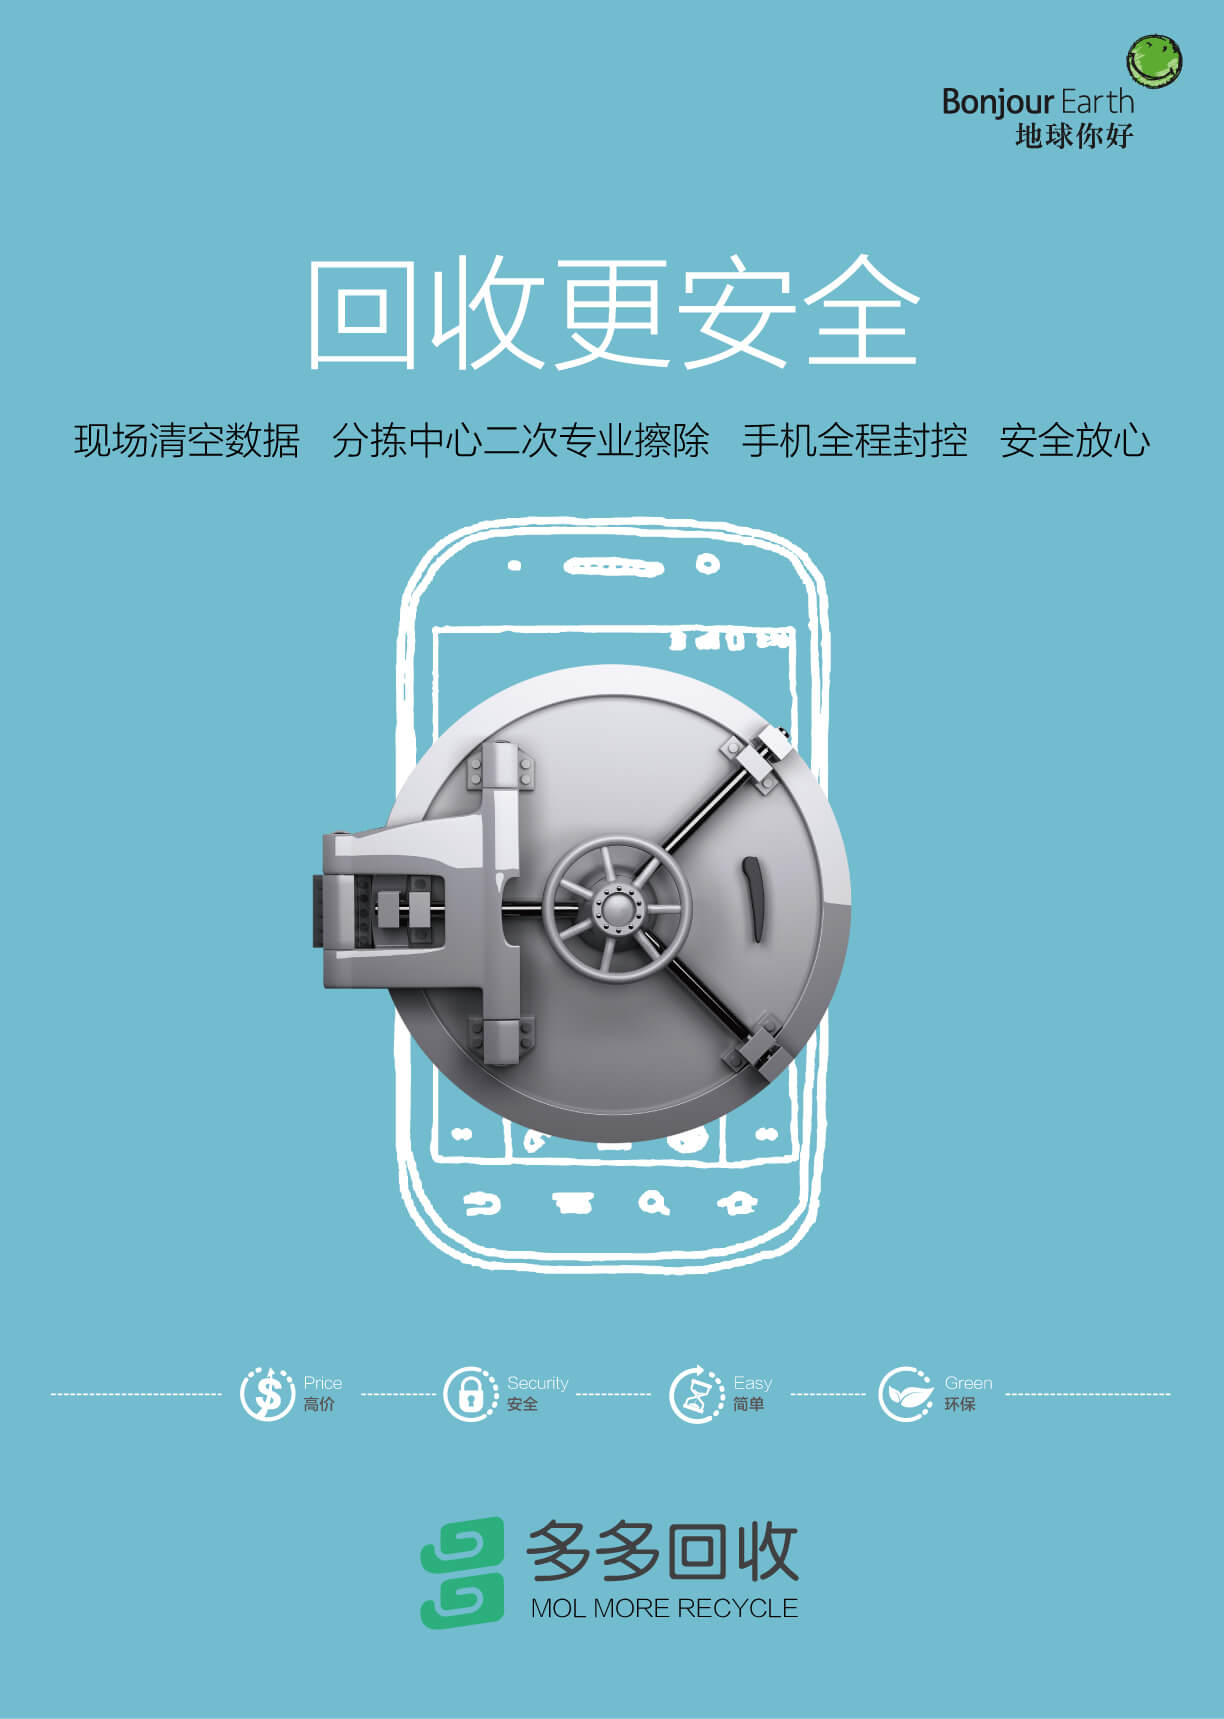 Bonjour Earth
地球你好
回收更安全
现场清空数据 分拣中心二次专业擦除 手机全程封控 安全放心
Price
高价
Security
安全
Easy
简单
Green
环保
多多回收
MOL MORE RECYCLE